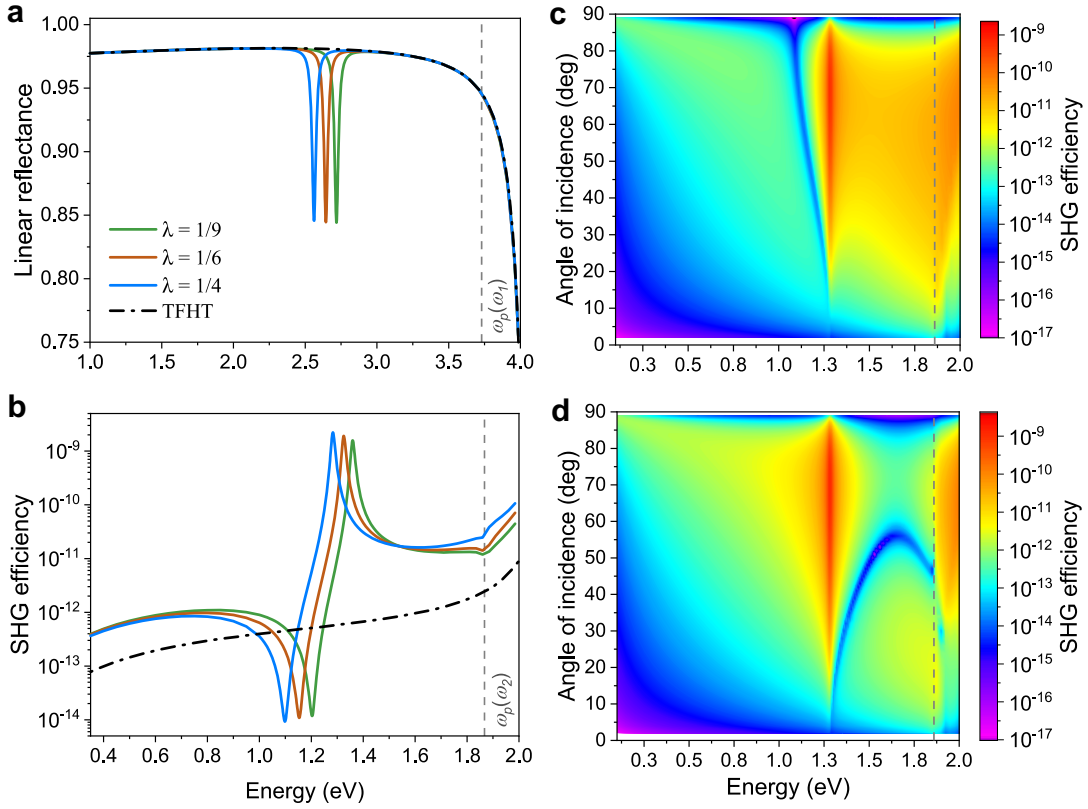 a
1.00
0.95
0.90
0.85
0.80
0.75
Linear reflectance
λ = 1/9
λ = 1/6
λ = 1/4
TFHT
ωp(ω1)
1.0 1.5 2.0 2.5 3.0 3.5 4.0
b
10-9
10-10
10-11
10-12
10-13
10-14
SHG efficiency
ωp(ω2)
0.4 0.6 0.8 1.0 1.2 1.4 1.6 1.8 2.0
Energy (eV)
c
90
80
70
60
50
40
30
20
10
0
Angle of incidence (deg)
0.3 0.5 0.8 1.0 1.3 1.5 1.8 2.0
10-9
10-10
10-11
10-12
10-13
10-14
10-15
10-16
10-17
SHG efficiency
d
90
80
70
60
50
40
30
20
10
0
Angle of incidence (deg)
0.3 0.5 0.8 1.0 1.3 1.5 1.8 2.0
Energy (eV)
10-9
10-10
10-11
10-12
10-13
10-14
10-15
10-16
10-17
SHG efficiency